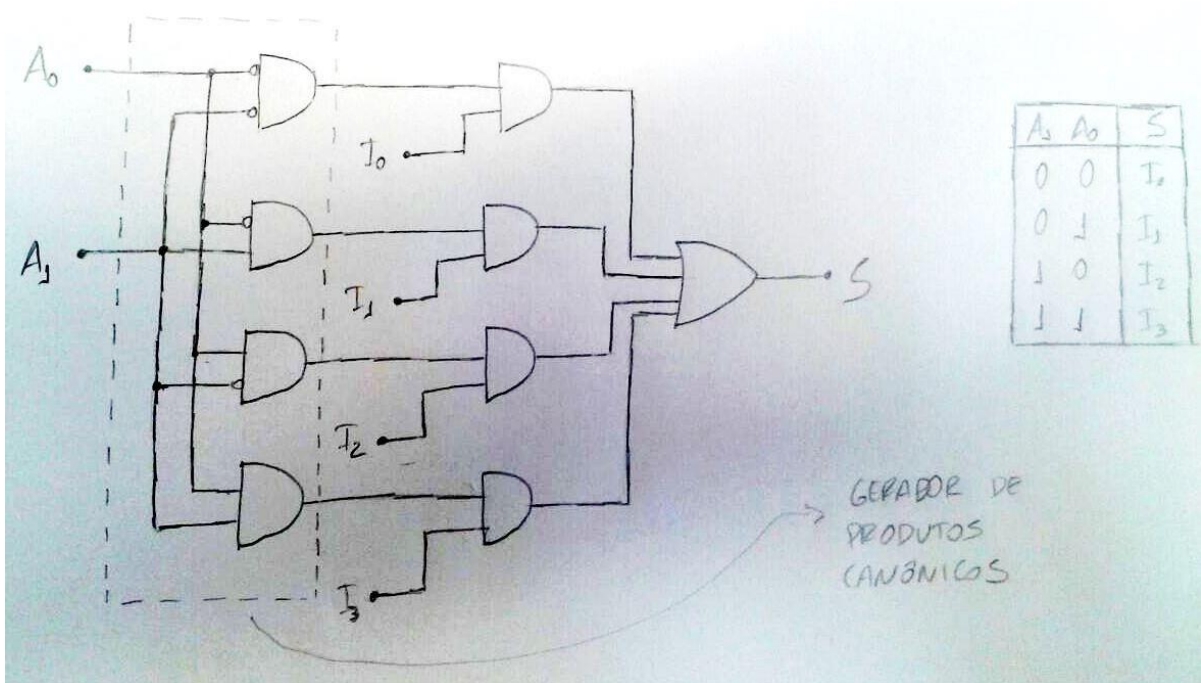 A₀
I₀
A₁
I₁
I₂
I₃
S
A₁ A₀ S
0 0 I₀
0 1 I₁
1 0 I₂
1 1 I₃
GERADOR DE
PRODUTOS
CANÔNICOS